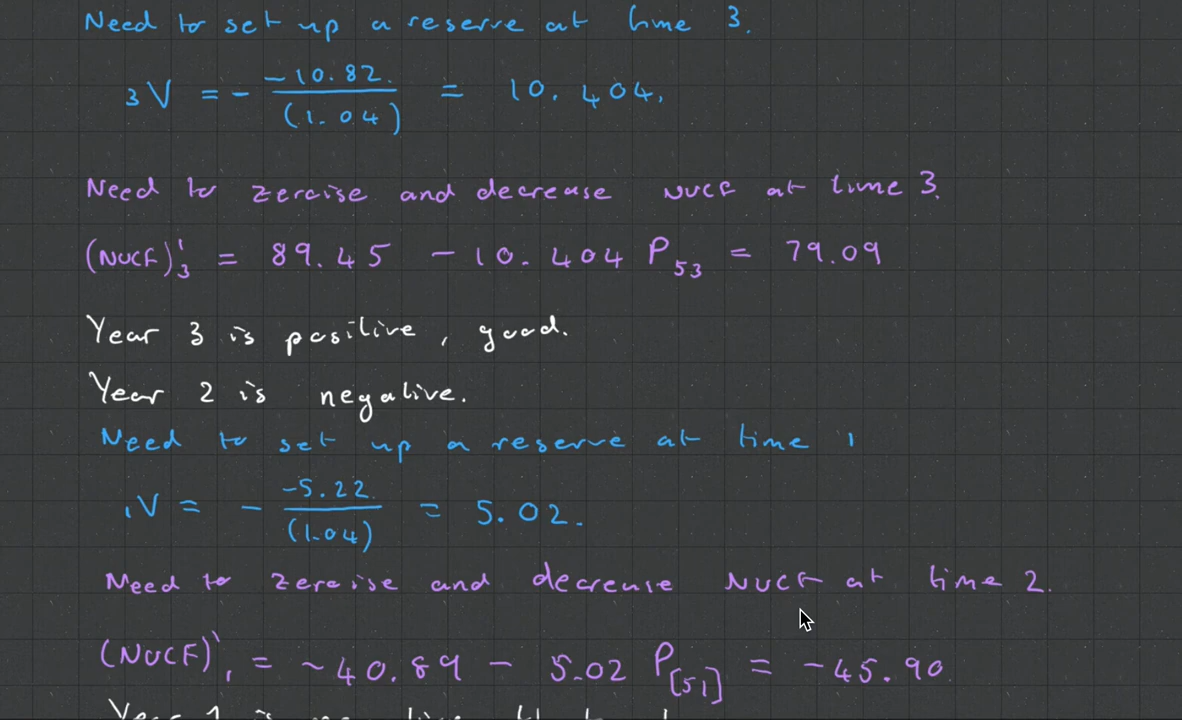 Need to set up a reserve at time 3.
₃V = - -10.82. / (1.04) = 10.404.
Need to zeroise and decrease NUCF at time 3.
(NUCF)'₃ = 89.45 - 10.404 P₅₃ = 79.09
Year 3 is positive, good.
Year 2 is negative.
Need to set up a reserve at time 1
₁V = - -5.22. / (1.04) = 5.02.
Need to zeroise and decrease NUCF at time 2.
(NUCF)'₁ = -40.89 - 5.02 P[51] = -45.90
Year 1 is